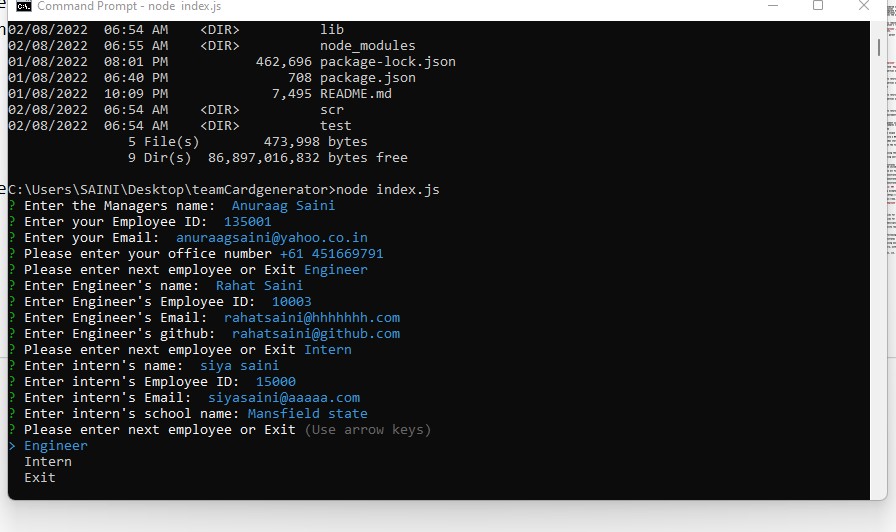 Command Prompt - node index.js
02/08/2022  06:54 AM    <DIR>          lib
02/08/2022  06:55 AM    <DIR>          node_modules
01/08/2022  08:01 PM           462,696 package-lock.json
01/08/2022  06:40 PM               708 package.json
01/08/2022  10:09 PM             7,495 README.md
02/08/2022  06:54 AM    <DIR>          scr
02/08/2022  06:54 AM    <DIR>          test
               5 File(s)        473,998 bytes
               9 Dir(s)  86,897,016,832 bytes free
C:\Users\SAINI\Desktop\teamCardgenerator>node index.js
? Enter the Managers name:  Anuraag Saini
? Enter your Employee ID:  135001
? Enter your Email:  anuraagsaini@yahoo.co.in
? Please enter your office number +61 451669791
? Please enter next employee or Exit Engineer
? Enter Engineer's name:  Rahat Saini
? Enter Engineer's Employee ID:  10003
? Enter Engineer's Email:  rahatsaini@hhhhhhh.com
? Enter Engineer's github:  rahatsaini@github.com
? Please enter next employee or Exit Intern
? Enter intern's name:  siya saini
? Enter intern's Employee ID:  15000
? Enter intern's Email:  siyasaini@aaaaa.com
? Enter intern's school name: Mansfield state
? Please enter next employee or Exit (Use arrow keys)
> Engineer
  Intern
  Exit